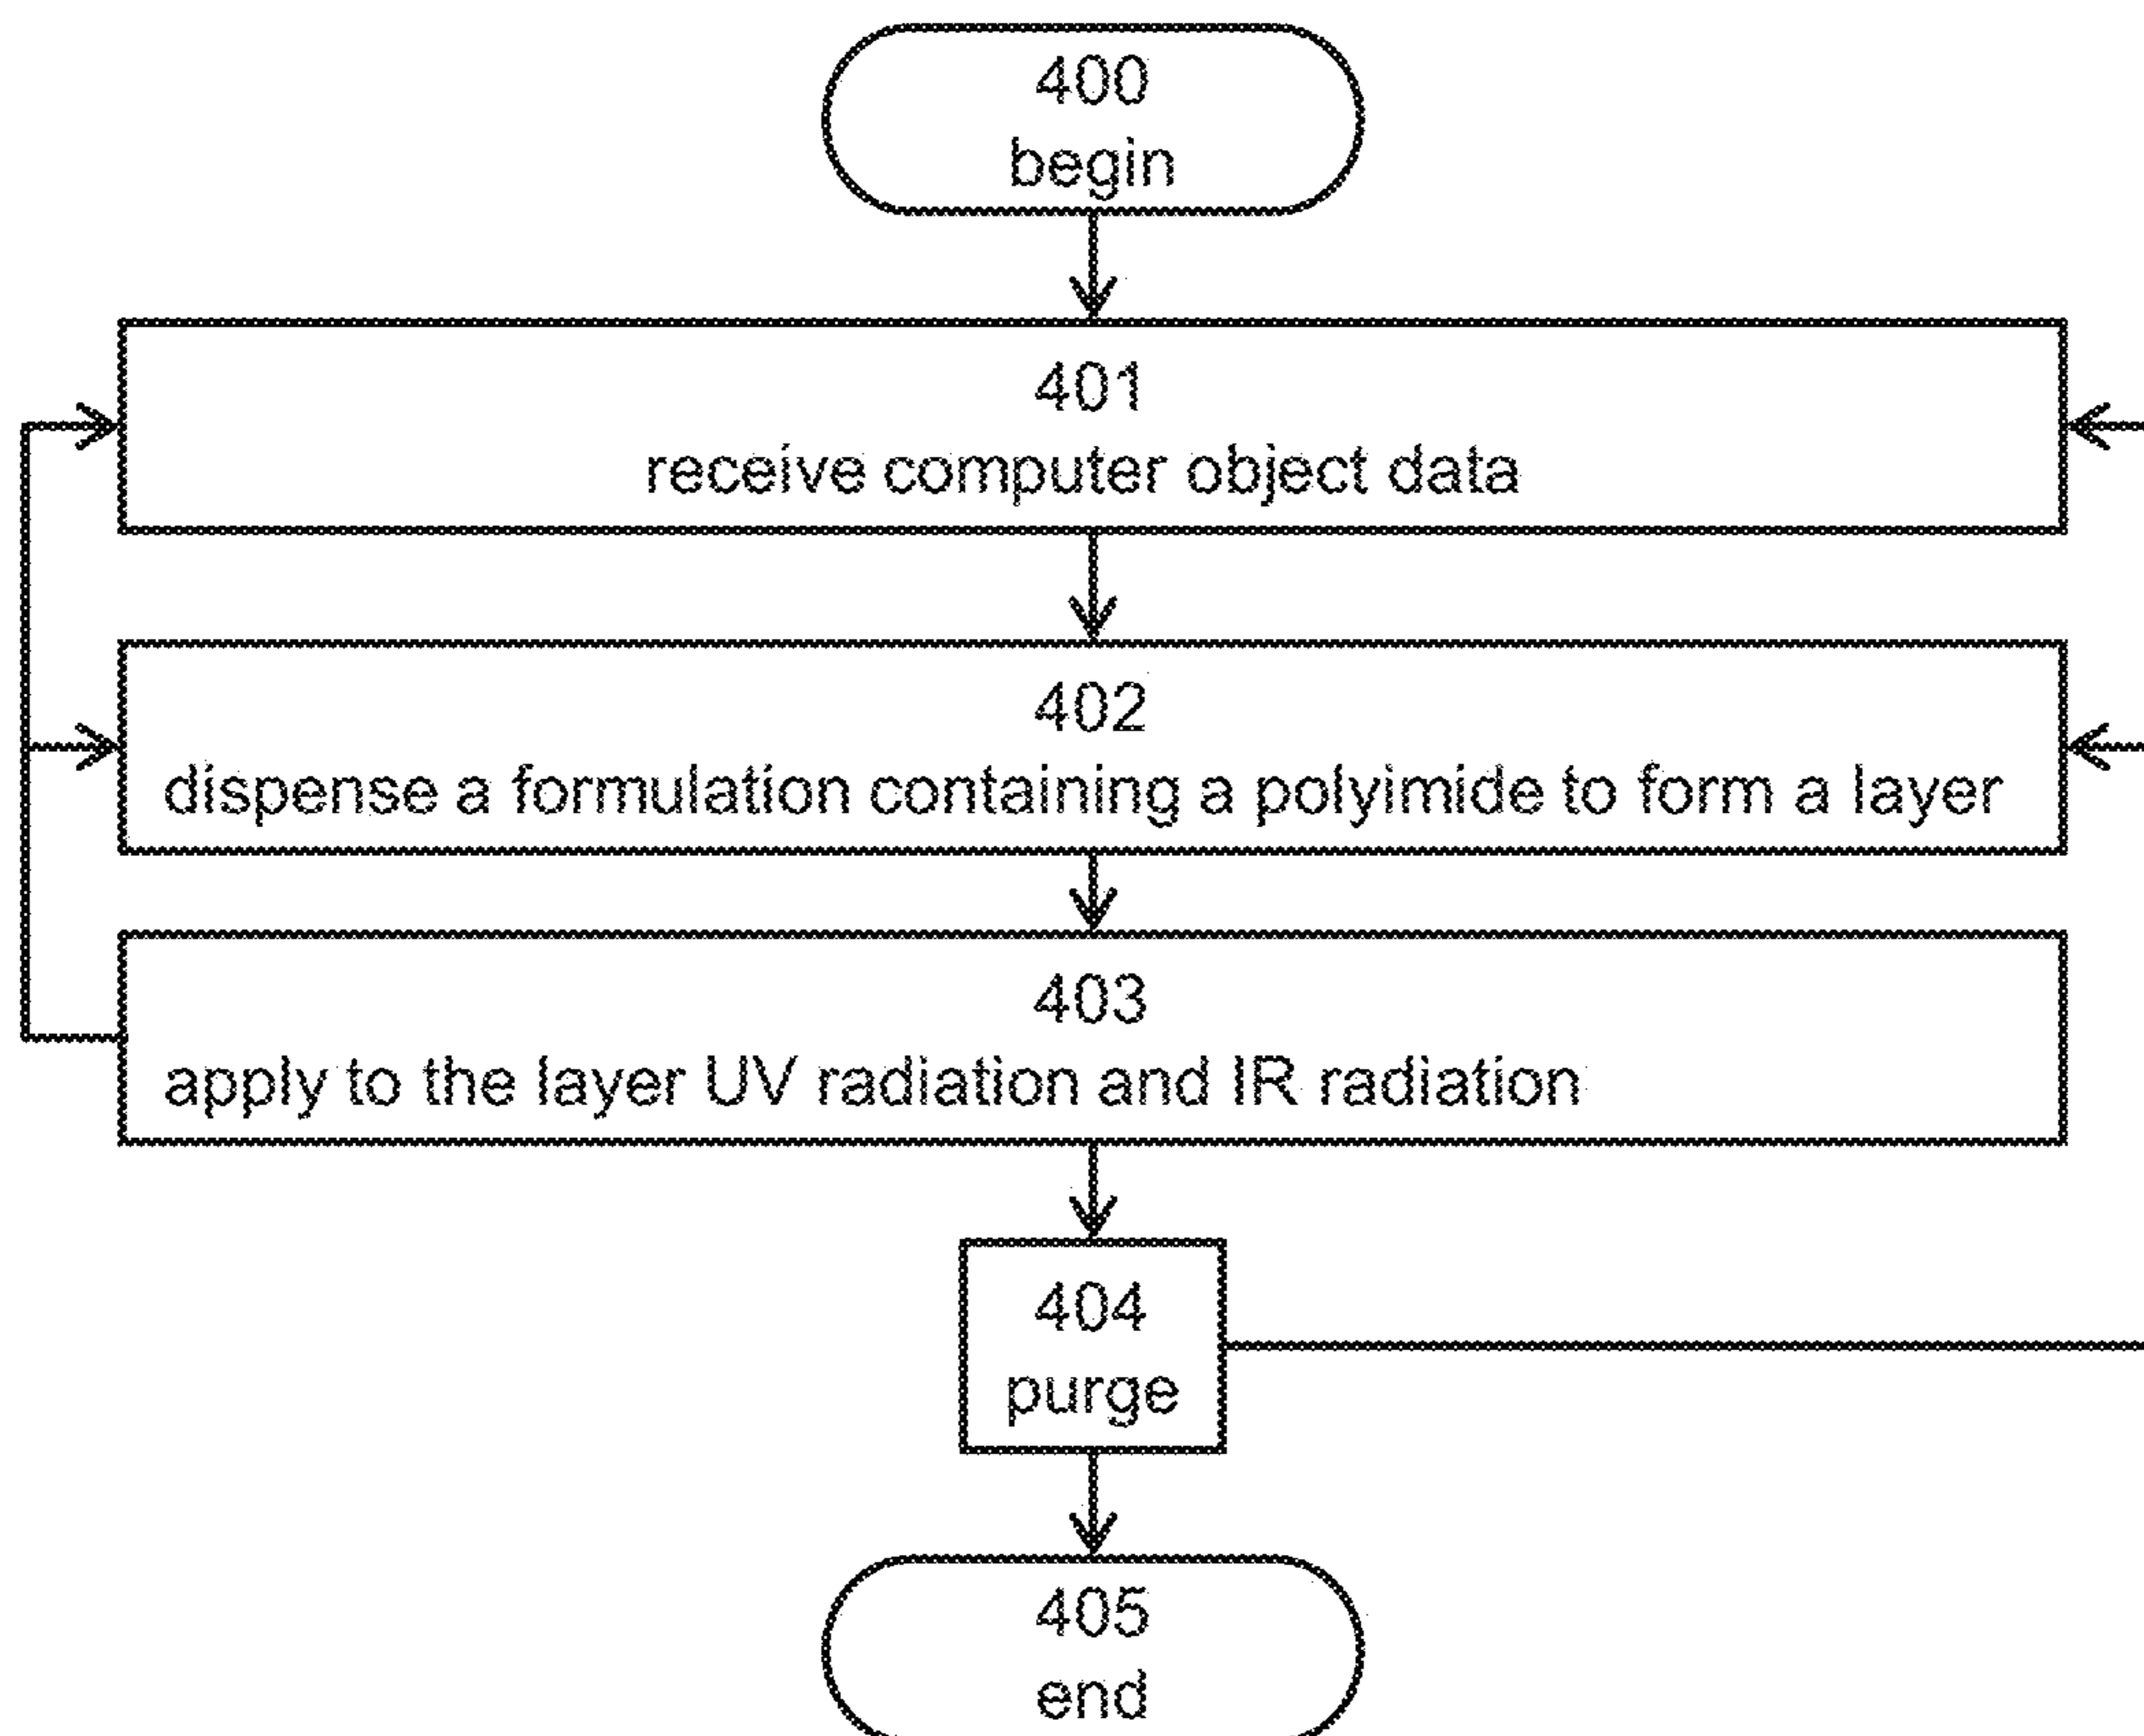 400
begin
401
receive computer object data
402
dispense a formulation containing a polyimide to form a layer
403
apply to the layer UV radiation and IR radiation
404
purge
405
end